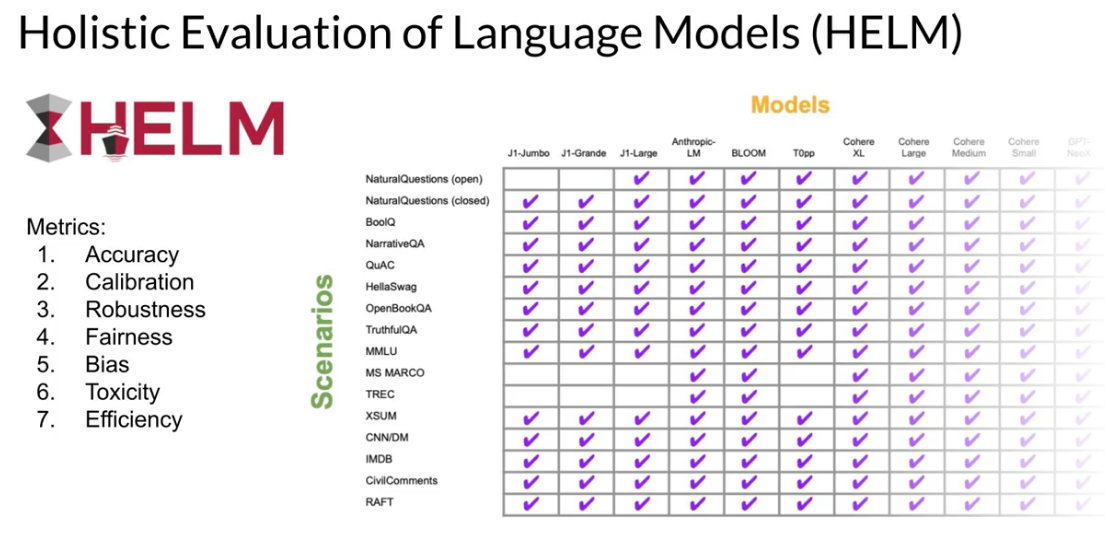 Holistic Evaluation of Language Models (HELM)
HELM
Metrics:
1. Accuracy
2. Calibration
3. Robustness
4. Fairness
5. Bias
6. Toxicity
7. Efficiency
Models
J1-Jumbo J1-Grande J1-Large Anthropic-LM BLOOM T0pp Cohere XL Cohere Large Cohere Medium Cohere Small GPT-NeoX
Scenarios
NaturalQuestions (open) ✔ ✔ ✔ ✔ ✔ ✔ ✔ ✔ ✔
NaturalQuestions (closed) ✔ ✔ ✔ ✔ ✔ ✔ ✔ ✔ ✔ ✔ ✔
BoolQ ✔ ✔ ✔ ✔ ✔ ✔ ✔ ✔ ✔ ✔ ✔
NarrativeQA ✔ ✔ ✔ ✔ ✔ ✔ ✔ ✔ ✔ ✔ ✔
QuAC ✔ ✔ ✔ ✔ ✔ ✔ ✔ ✔ ✔ ✔ ✔
HellaSwag ✔ ✔ ✔ ✔ ✔ ✔ ✔ ✔ ✔ ✔ ✔
OpenBookQA ✔ ✔ ✔ ✔ ✔ ✔ ✔ ✔ ✔ ✔ ✔
TruthfulQA ✔ ✔ ✔ ✔ ✔ ✔ ✔ ✔ ✔ ✔ ✔
MMLU ✔ ✔ ✔ ✔ ✔ ✔ ✔ ✔ ✔ ✔ ✔
MS MARCO ✔ ✔ ✔ ✔ ✔ ✔ ✔
TREC ✔ ✔ ✔ ✔ ✔ ✔ ✔
XSUM ✔ ✔ ✔ ✔ ✔ ✔ ✔ ✔ ✔ ✔ ✔
CNN/DM ✔ ✔ ✔ ✔ ✔ ✔ ✔ ✔ ✔ ✔ ✔
IMDB ✔ ✔ ✔ ✔ ✔ ✔ ✔ ✔ ✔ ✔ ✔
CivilComments ✔ ✔ ✔ ✔ ✔ ✔ ✔ ✔ ✔ ✔ ✔
RAFT ✔ ✔ ✔ ✔ ✔ ✔ ✔ ✔ ✔ ✔ ✔